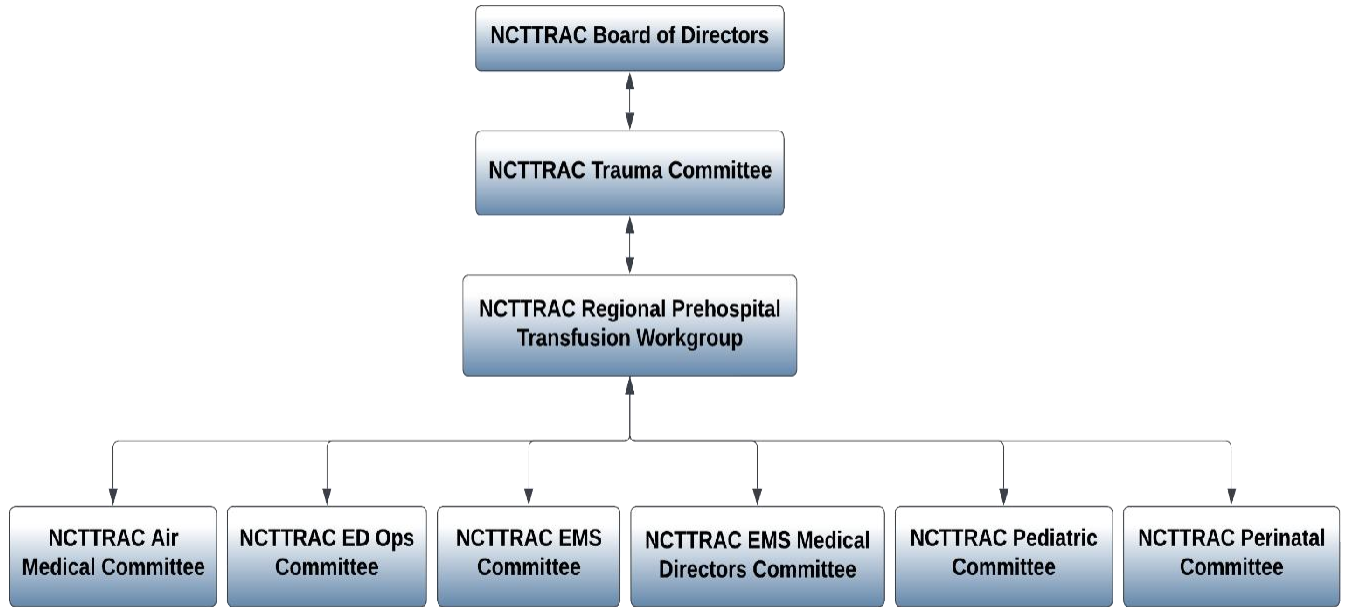 NCTTRAC Board of Directors
NCTTRAC Trauma Committee
NCTTRAC Regional Prehospital
Transfusion Workgroup
NCTTRAC Air
Medical Committee
NCTTRAC ED Ops
Committee
NCTTRAC EMS
Committee
NCTTRAC EMS Medical
Directors Committee
NCTTRAC Pediatric
Committee
NCTTRAC Perinatal
Committee